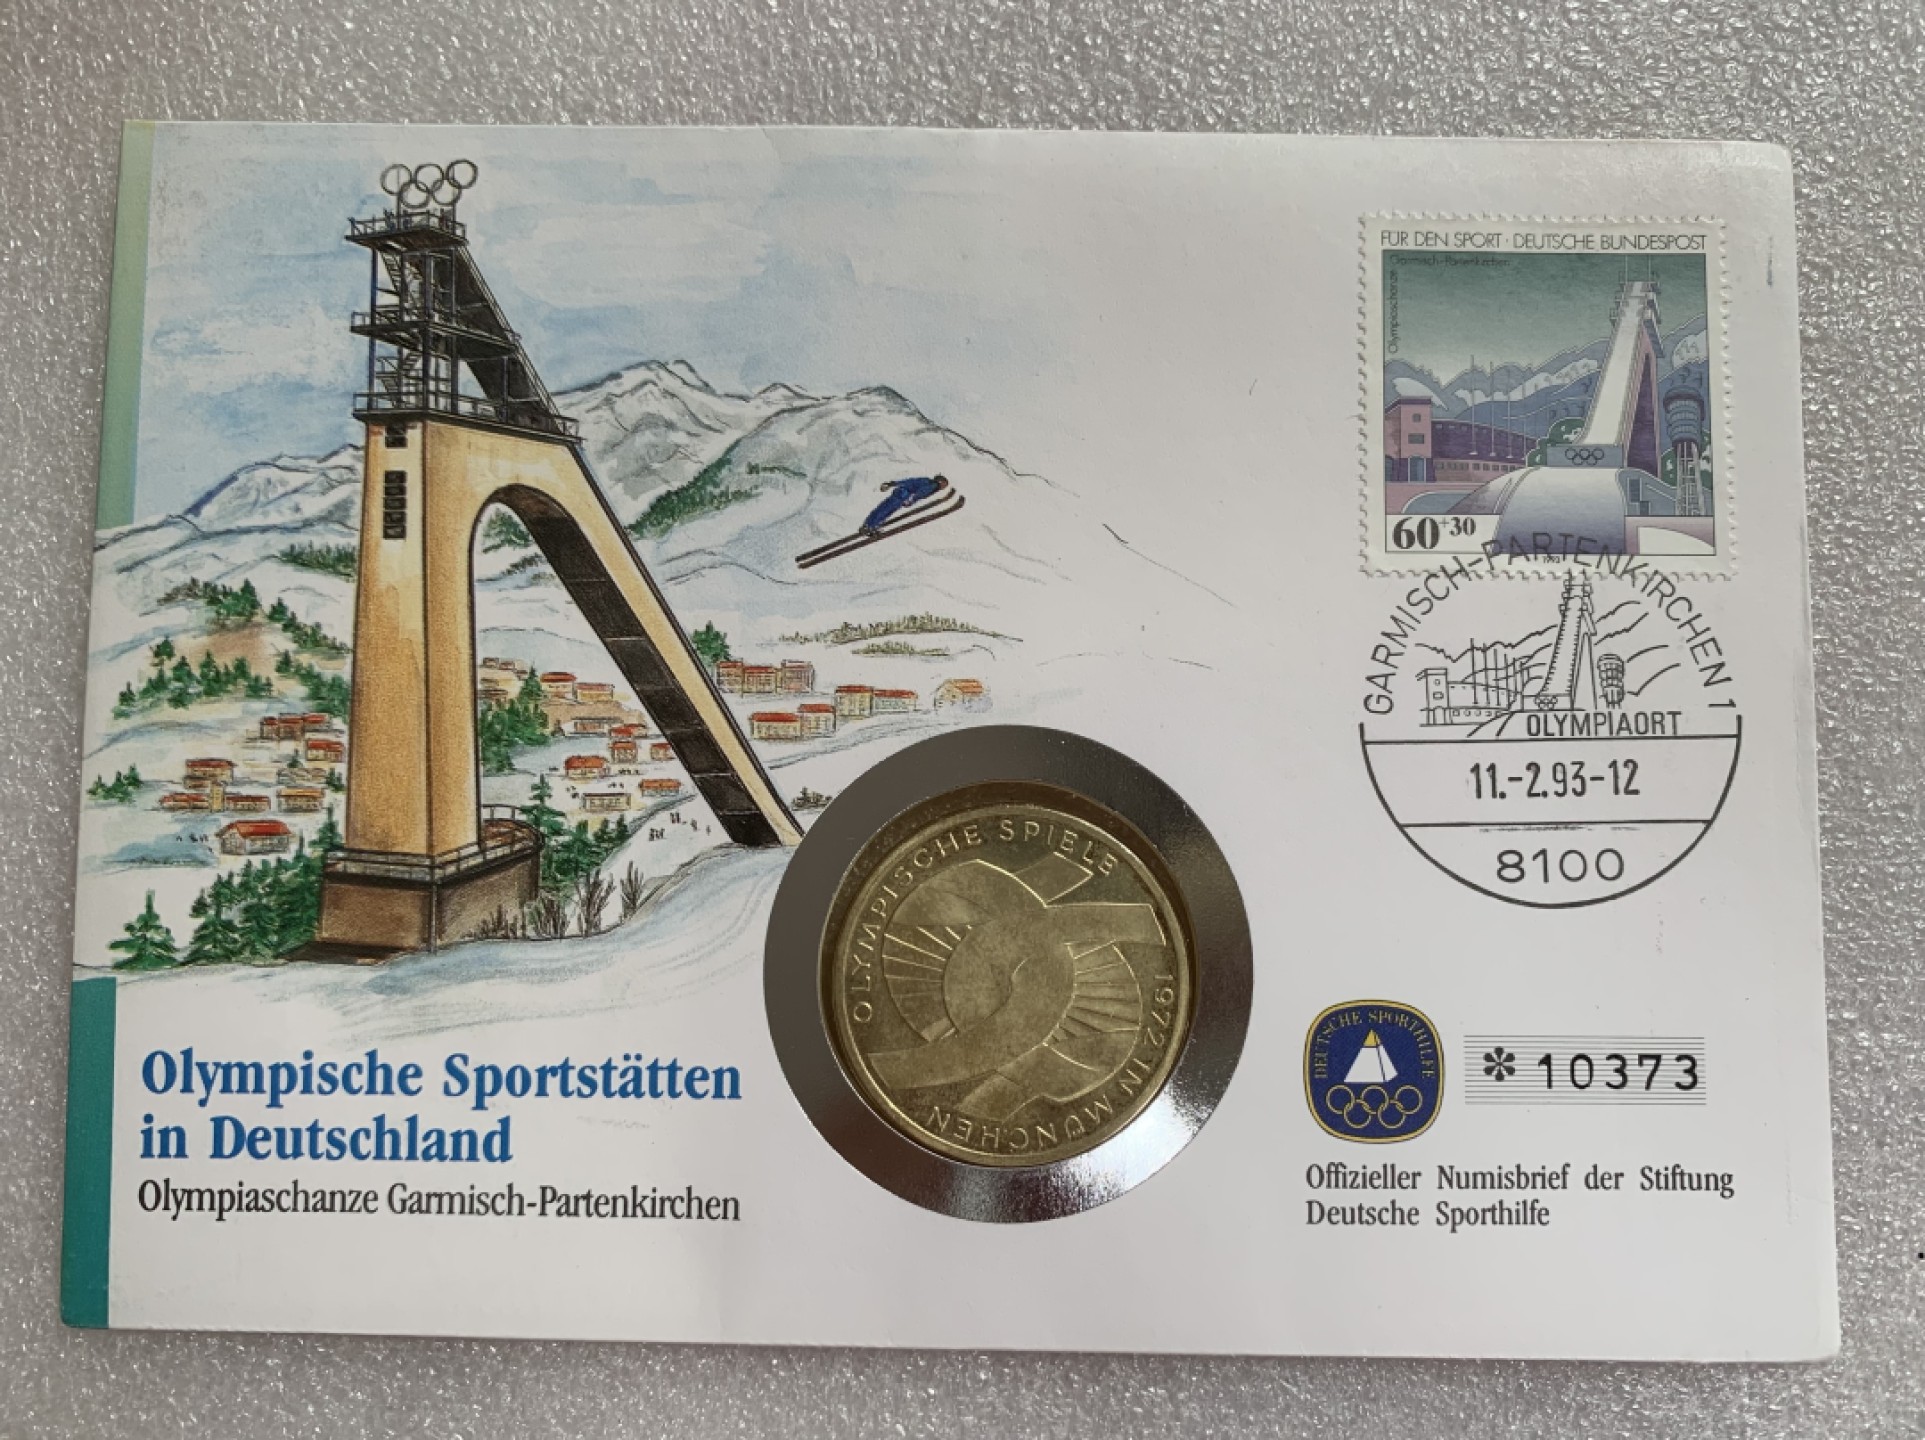 FÜR DEN SPORT · DEUTSCHE BUNDESPOST
Garmisch-Partenkirchen
Olympiaschanze
60+30
1993
GARMISCH-PARTENKIRCHEN 1
OLYMPIAORT
11.-2.93-12
8100
OLYMPISCHE SPIELE
1972 IN MÜNCHEN
DEUTSCHE SPORTHILFE
*10373
Olympische Sportstätten
in Deutschland
Olympiaschanze Garmisch-Partenkirchen
Offizieller Numisbrief der Stiftung
Deutsche Sporthilfe